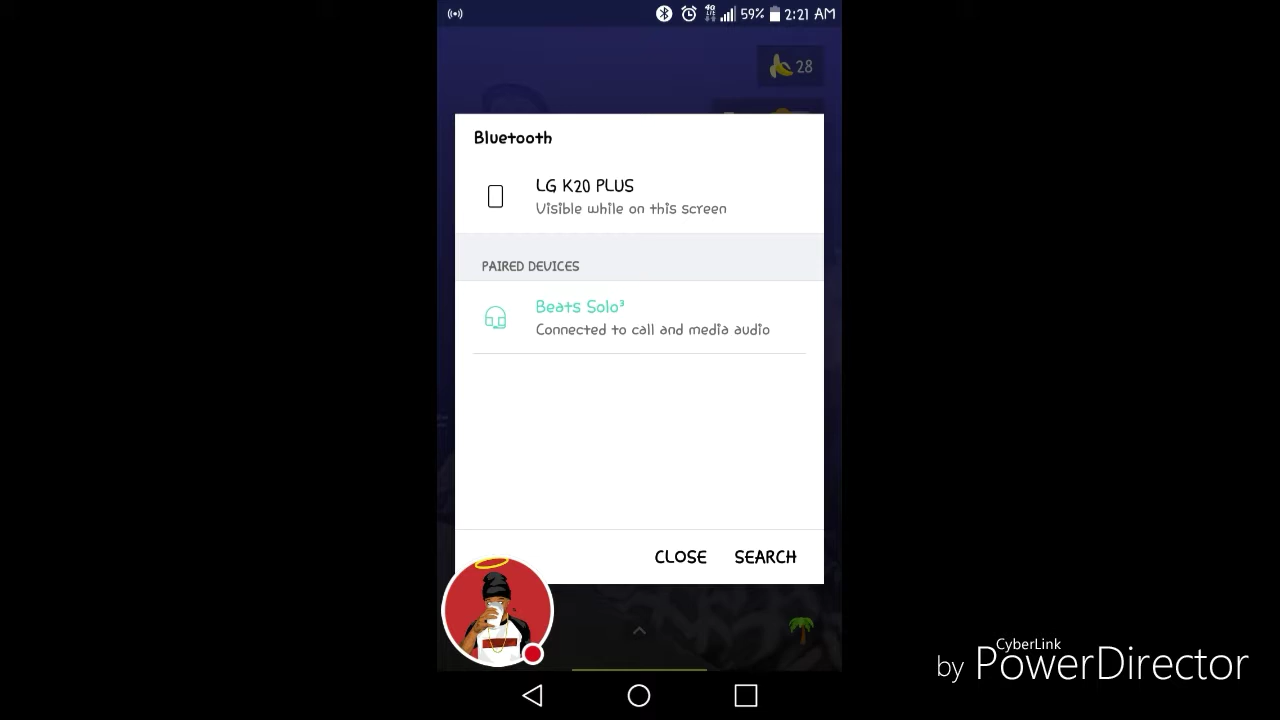 59% 2:21 AM
28
Bluetooth
LG K20 PLUS
Visible while on this screen
PAIRED DEVICES
Beats Solo³
Connected to call and media audio
CLOSE SEARCH
CyberLink
by PowerDirector